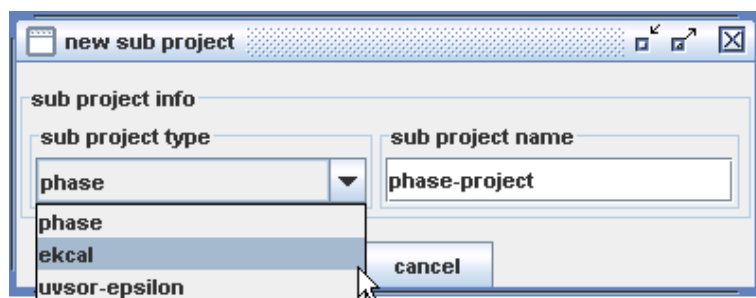 new sub project
sub project info
sub project type
sub project name
phase
phase-project
phase
ekcal
cancel
uvsor-epsilon